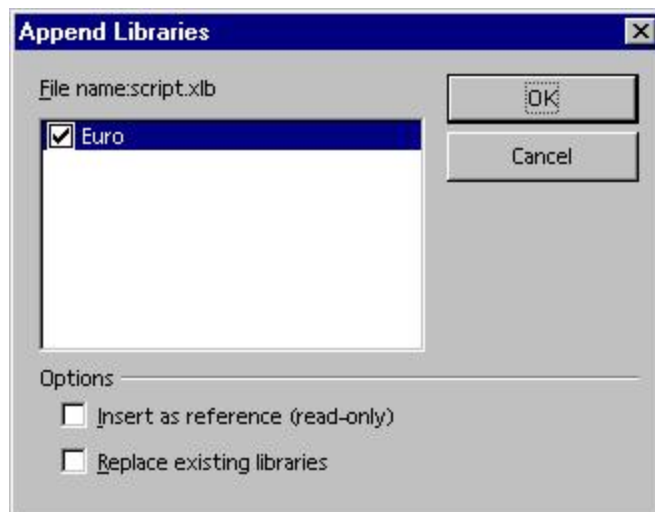 Append Libraries
File name:script.xlb
OK
Euro
Cancel
Options
Insert as reference (read-only)
Replace existing libraries